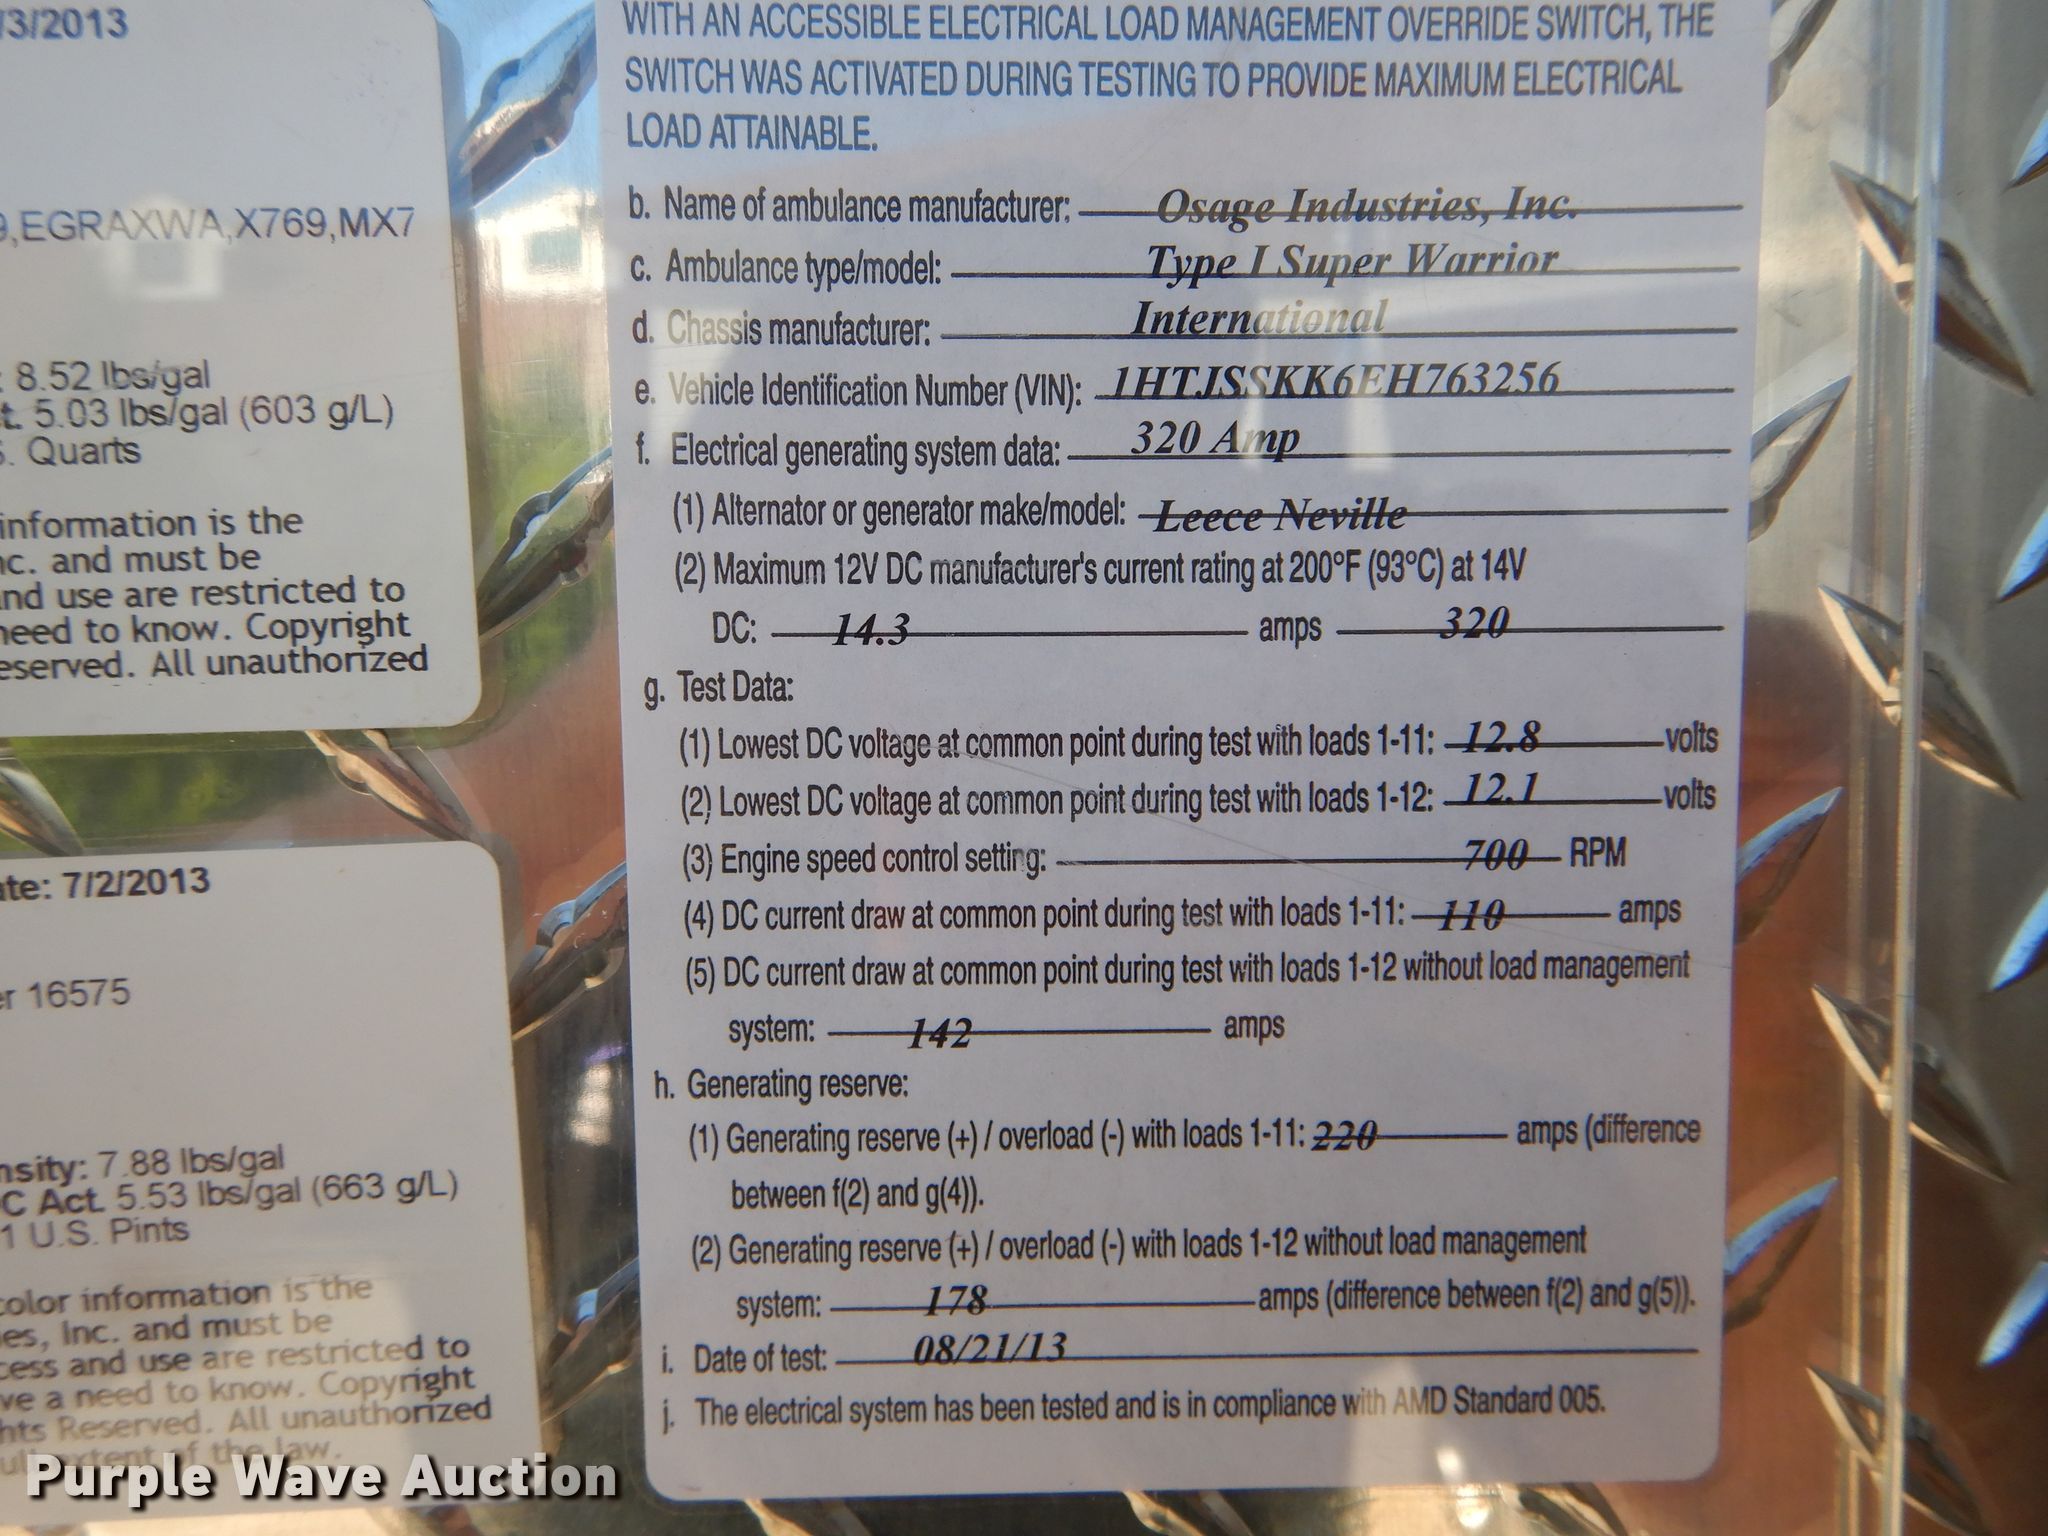 /3/2013
9,EGRAXWA,X769,MX7
: 8.52 lbs/gal
t. 5.03 lbs/gal (603 g/L)
. Quarts
information is the
nc. and must be
and use are restricted to
need to know. Copyright
eserved. All unauthorized
ate: 7/2/2013
er 16575
nsity: 7.88 lbs/gal
C Act. 5.53 lbs/gal (663 g/L)
1 U.S. Pints
color information is the
ies, Inc. and must be
cess and use are restricted to
ve a need to know. Copyright
hts Reserved. All unauthorized
extent of the law.
WITH AN ACCESSIBLE ELECTRICAL LOAD MANAGEMENT OVERRIDE SWITCH, THE
SWITCH WAS ACTIVATED DURING TESTING TO PROVIDE MAXIMUM ELECTRICAL
LOAD ATTAINABLE.
b. Name of ambulance manufacturer: Osage Industries, Inc.
c. Ambulance type/model: Type I Super Warrior
d. Chassis manufacturer: International
e. Vehicle Identification Number (VIN): 1HTJSSKK6EH763256
f. Electrical generating system data: 320 Amp
(1) Alternator or generator make/model: Leece Neville
(2) Maximum 12V DC manufacturer's current rating at 200°F (93°C) at 14V
DC: 14.3 amps 320
g. Test Data:
(1) Lowest DC voltage at common point during test with loads 1-11: 12.8 volts
(2) Lowest DC voltage at common point during test with loads 1-12: 12.1 volts
(3) Engine speed control setting: 700 RPM
(4) DC current draw at common point during test with loads 1-11: 110 amps
(5) DC current draw at common point during test with loads 1-12 without load management
system: 142 amps
h. Generating reserve:
(1) Generating reserve (+) / overload (-) with loads 1-11: 220 amps (difference
between f(2) and g(4)).
(2) Generating reserve (+) / overload (-) with loads 1-12 without load management
system: 178 amps (difference between f(2) and g(5)).
i. Date of test: 08/21/13
j. The electrical system has been tested and is in compliance with AMD Standard 005.
Purple Wave Auction